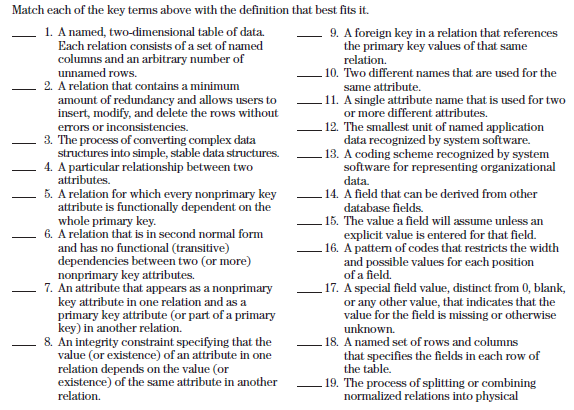 Match each of the key terms above with the definition that best fits it.
____ 1. A named, two-dimensional table of data.
Each relation consists of a set of named
columns and an arbitrary number of
unnamed rows.
____ 2. A relation that contains a minimum
amount of redundancy and allows users to
insert, modify, and delete the rows without
errors or inconsistencies.
____ 3. The process of converting complex data
structures into simple, stable data structures.
____ 4. A particular relationship between two
attributes.
____ 5. A relation for which every nonprimary key
attribute is functionally dependent on the
whole primary key.
____ 6. A relation that is in second normal form
and has no functional (transitive)
dependencies between two (or more)
nonprimary key attributes.
____ 7. An attribute that appears as a nonprimary
key attribute in one relation and as a
primary key attribute (or part of a primary
key) in another relation.
____ 8. An integrity constraint specifying that the
value (or existence) of an attribute in one
relation depends on the value (or
existence) of the same attribute in another
relation.
____ 9. A foreign key in a relation that references
the primary key values of that same
relation.
____ 10. Two different names that are used for the
same attribute.
____ 11. A single attribute name that is used for two
or more different attributes.
____ 12. The smallest unit of named application
data recognized by system software.
____ 13. A coding scheme recognized by system
software for representing organizational
data.
____ 14. A field that can be derived from other
database fields.
____ 15. The value a field will assume unless an
explicit value is entered for that field.
____ 16. A pattern of codes that restricts the width
and possible values for each position
of a field.
____ 17. A special field value, distinct from 0, blank,
or any other value, that indicates that the
value for the field is missing or otherwise
unknown.
____ 18. A named set of rows and columns
that specifies the fields in each row of
the table.
____ 19. The process of splitting or combining
normalized relations into physical